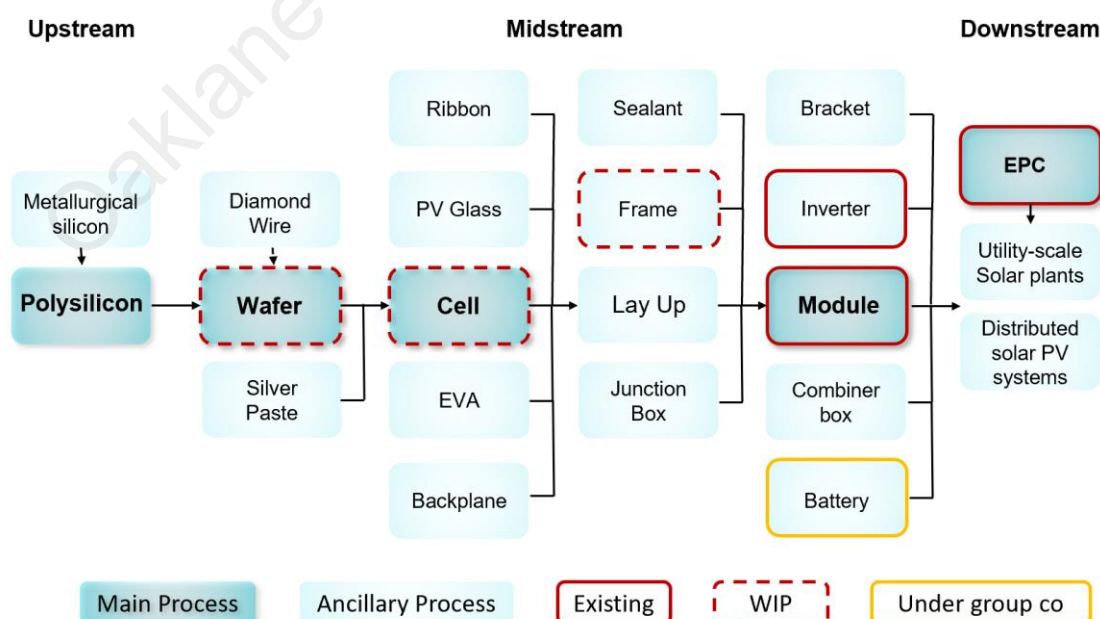 Upstream
Midstream
Downstream
©Oaklane
Ribbon
Sealant
Bracket
EPC
Metallurgical
silicon
Diamond
Wire
PV Glass
Frame
Inverter
Utility-scale
Solar plants
Polysilicon
Wafer
Cell
Lay Up
Module
Distributed
solar PV
systems
Silver
Paste
EVA
Junction
Box
Combiner
box
Backplane
Battery
Main Process
Ancillary Process
Existing
WIP
Under group co